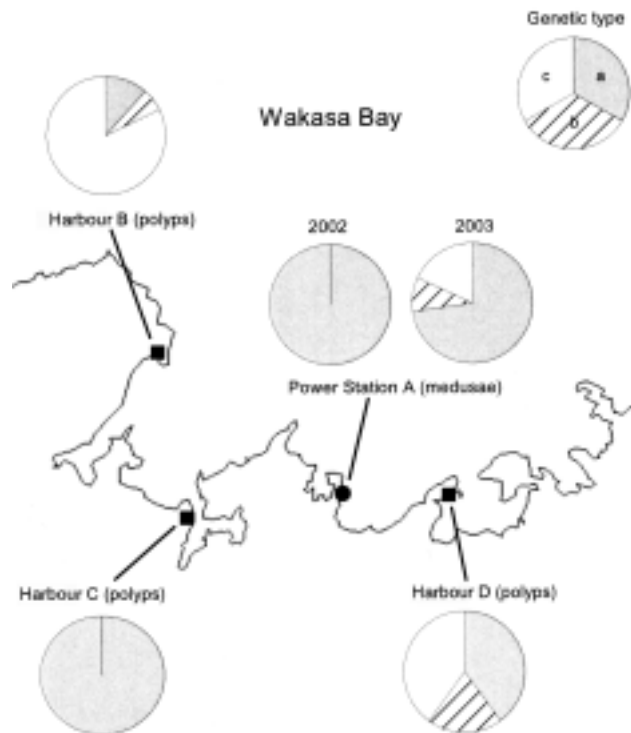 Genetic type
c
a
b
Wakasa Bay
Harbour B (polyps)
2002
2003
Power Station A (medusae)
Harbour C (polyps)
Harbour D (polyps)